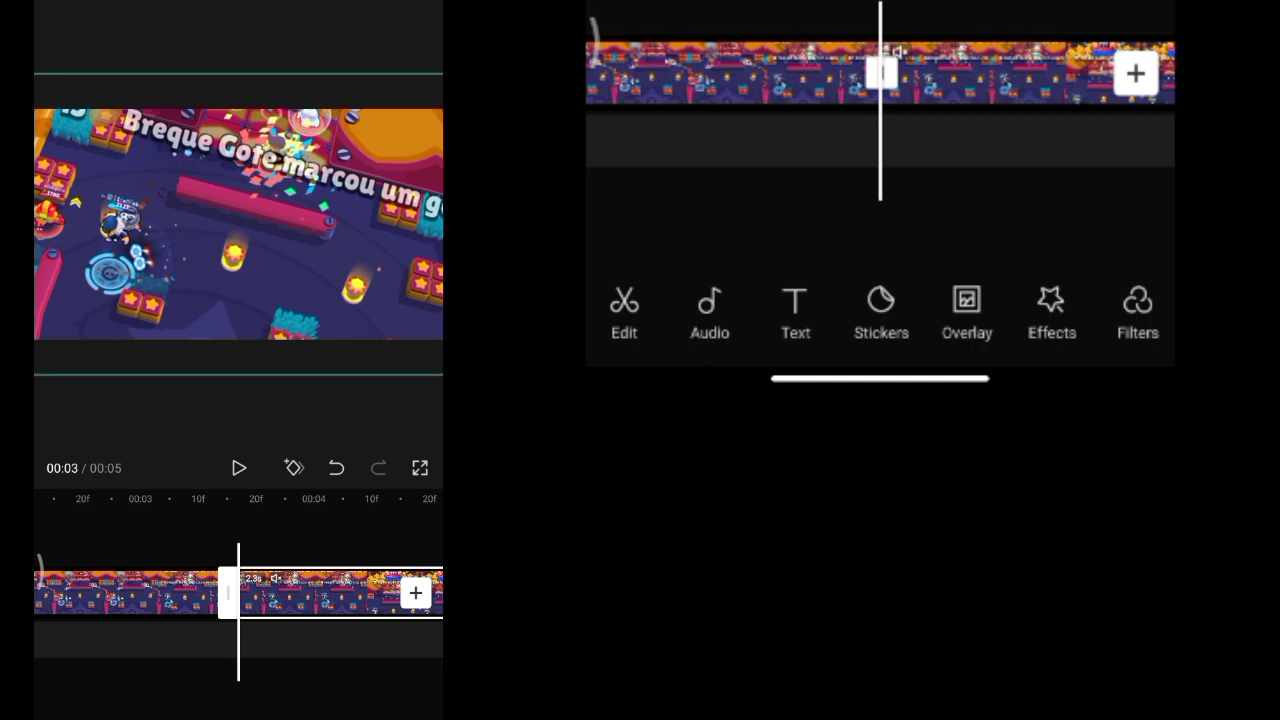 Breque Gote marcou um g
00:03 / 00:05
20f 00:03 10f 20f 00:04 10f 20f
2.3s
Edit Audio Text Stickers Overlay Effects Filters